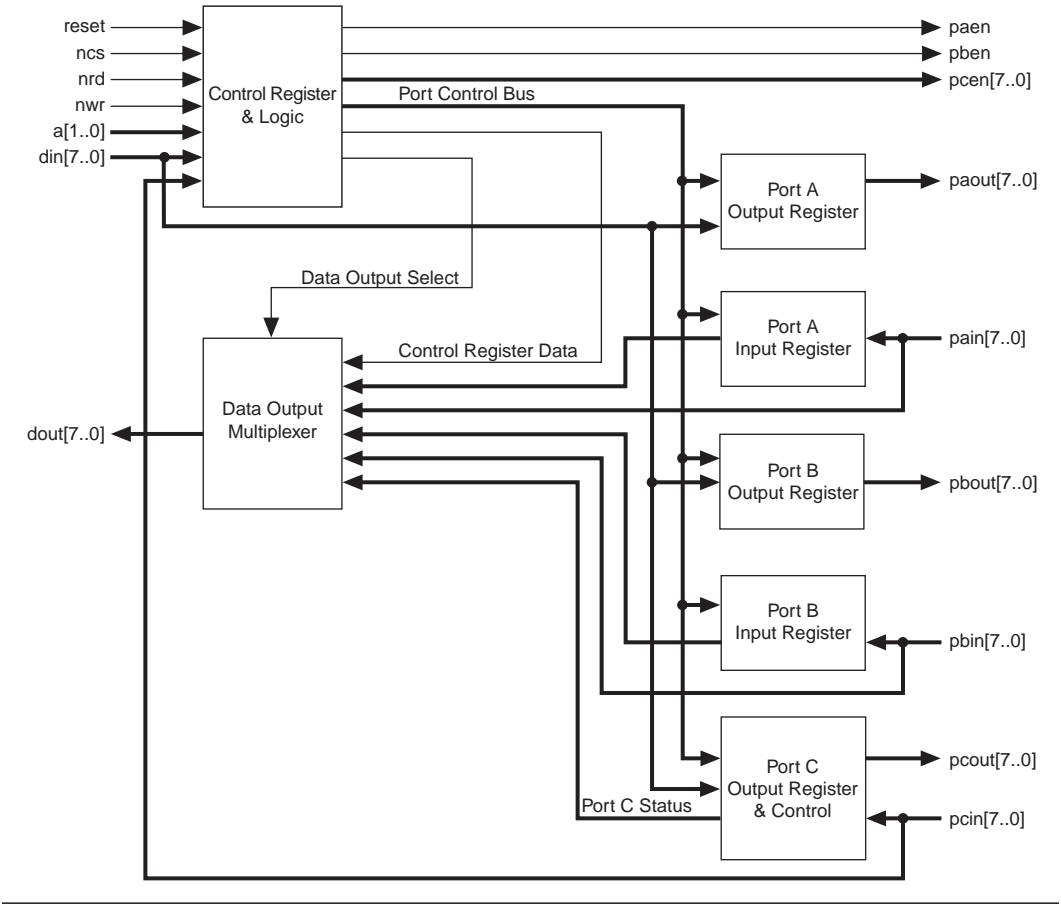 reset
ncs
nrd
nwr
a[1..0]
din[7..0]
Control Register
& Logic
paen
pben
pcen[7..0]
Port Control Bus
Port A
Output Register
paout[7..0]
Data Output Select
Port A
Input Register
pain[7..0]
Control Register Data
Data Output
Multiplexer
dout[7..0]
Port B
Output Register
pbout[7..0]
Port B
Input Register
pbin[7..0]
Port C
Output Register
& Control
pcout[7..0]
Port C Status
pcin[7..0]